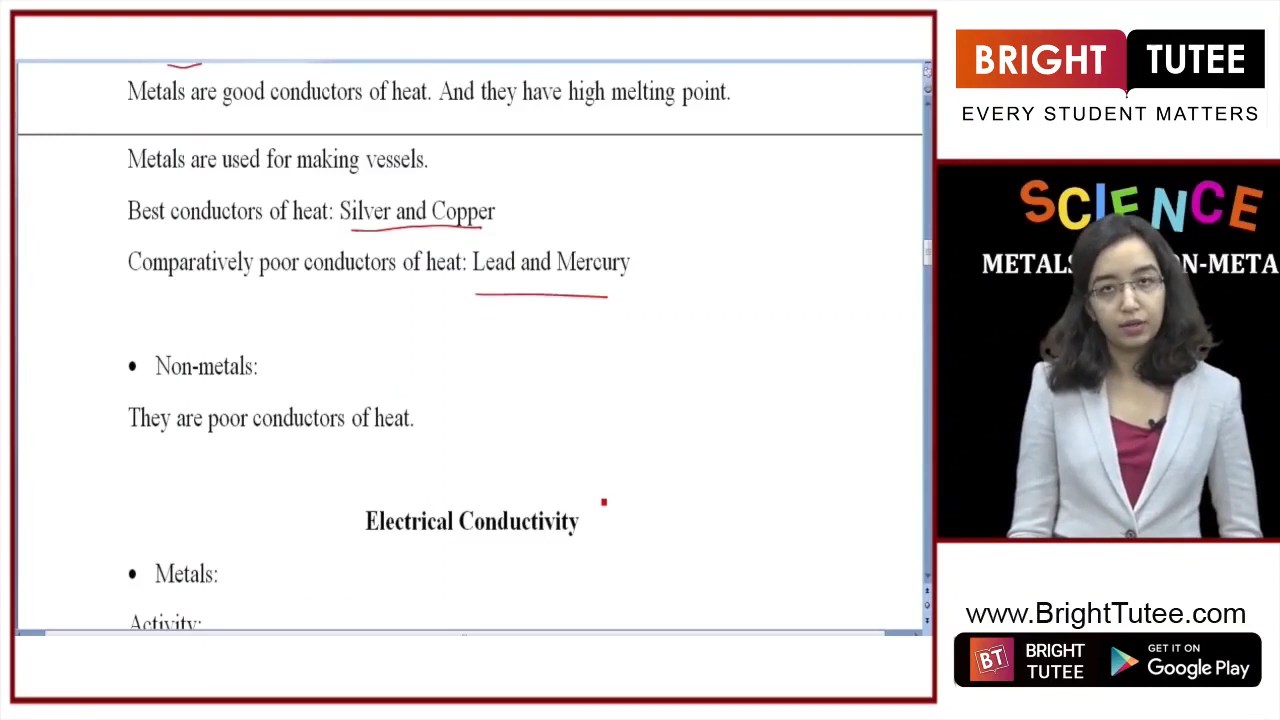 Metals are good conductors of heat. And they have high melting point.
Metals are used for making vessels.
Best conductors of heat: Silver and Copper
Comparatively poor conductors of heat: Lead and Mercury
• Non-metals:
They are poor conductors of heat.
Electrical Conductivity
• Metals:
Activity:
BRIGHT TUTEE
EVERY STUDENT MATTERS
SCIENCE
METALS ON-META
www.BrightTutee.com
BT BRIGHT TUTEE
GET IT ON Google Play